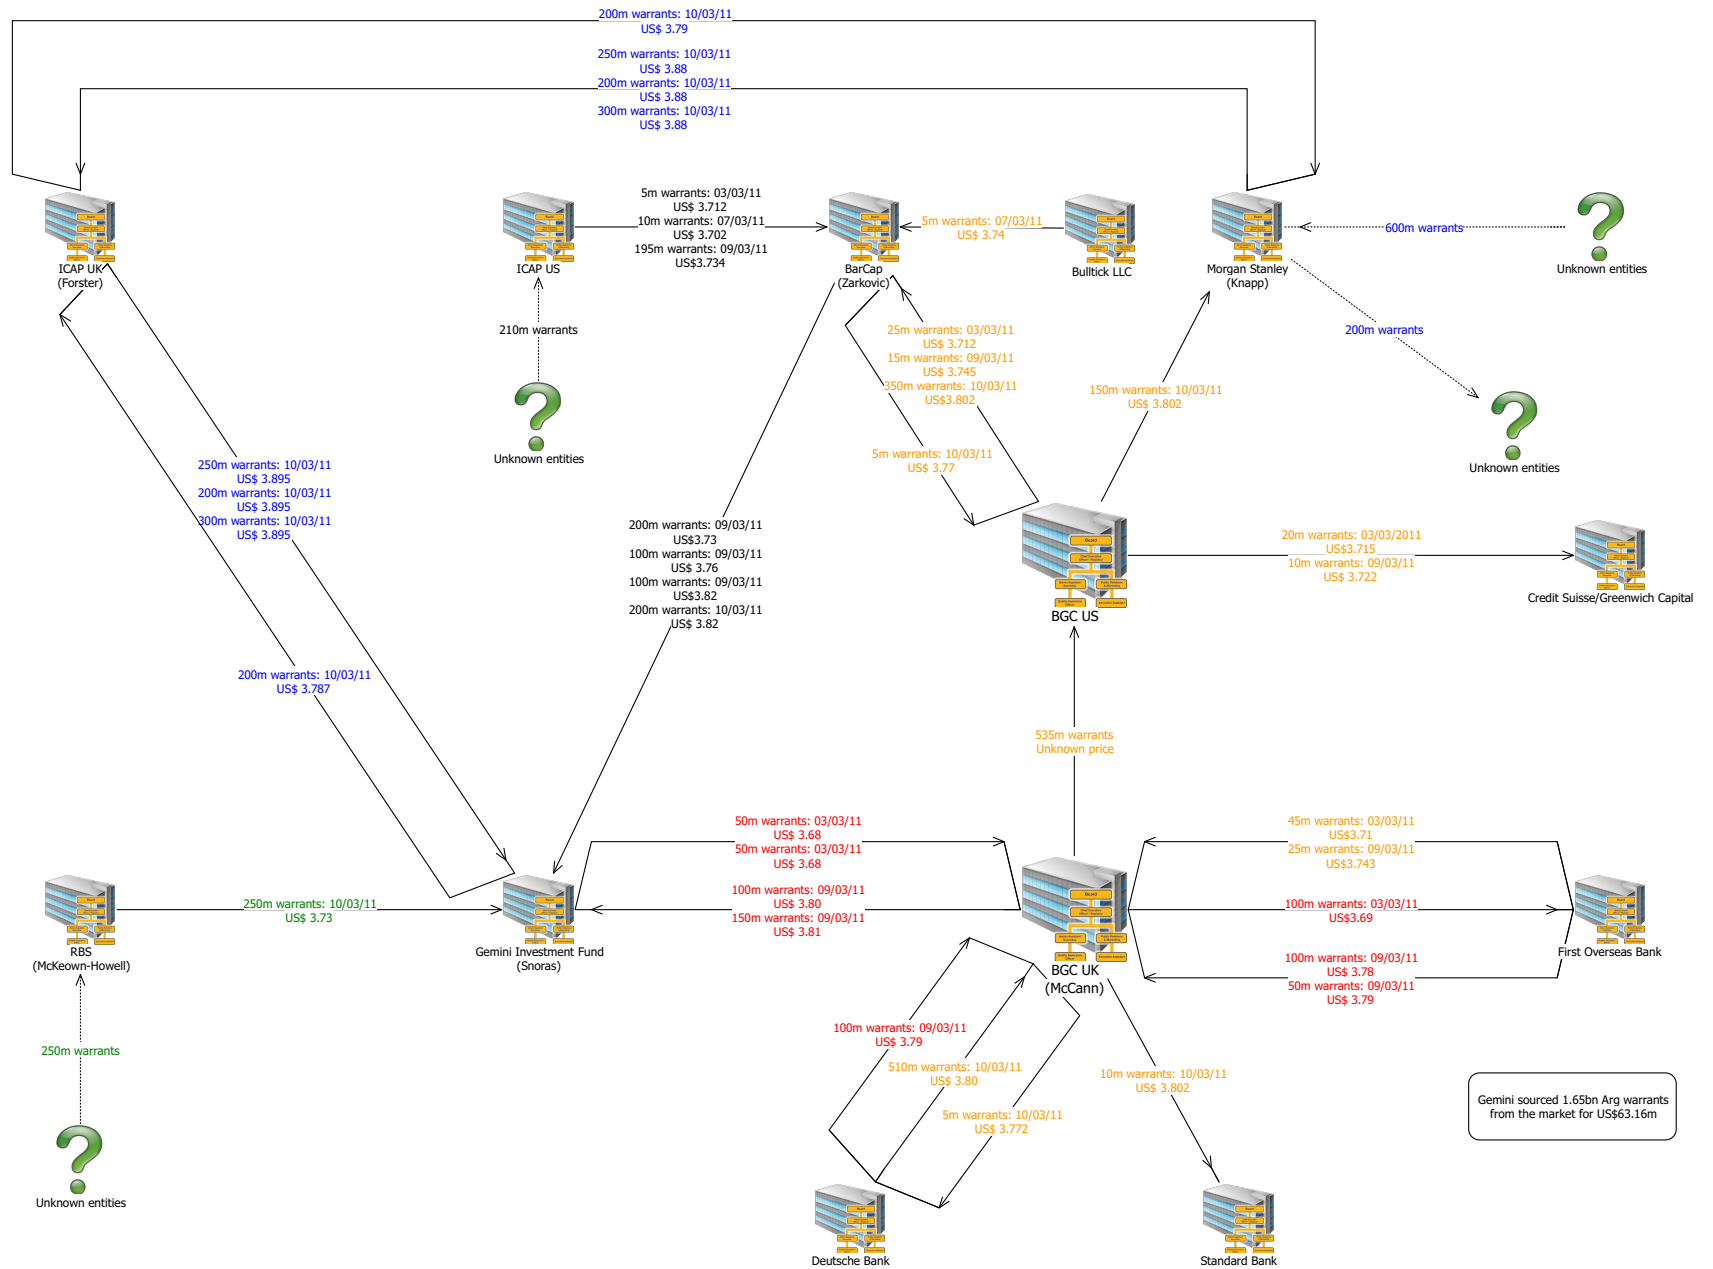 200m warrants: 10/03/11
US$ 3.79
250m warrants: 10/03/11
US$ 3.88
200m warrants: 10/03/11
US$ 3.88
300m warrants: 10/03/11
US$ 3.88
ICAP UK
(Forster)
ICAP US
5m warrants: 03/03/11
US$ 3.712
10m warrants: 07/03/11
US$ 3.702
195m warrants: 09/03/11
US$3.734
BarCap
(Zarkovic)
5m warrants: 07/03/11
US$ 3.74
Bulltick LLC
Morgan Stanley
(Knapp)
600m warrants
Unknown entities
210m warrants
Unknown entities
25m warrants: 03/03/11
US$ 3.712
15m warrants: 09/03/11
US$ 3.745
350m warrants: 10/03/11
US$3.802
5m warrants: 10/03/11
US$ 3.77
150m warrants: 10/03/11
US$ 3.802
200m warrants
Unknown entities
250m warrants: 10/03/11
US$ 3.895
200m warrants: 10/03/11
US$ 3.895
300m warrants: 10/03/11
US$ 3.895
200m warrants: 09/03/11
US$3.73
100m warrants: 09/03/11
US$ 3.76
100m warrants: 09/03/11
US$3.82
200m warrants: 10/03/11
US$ 3.82
Board
BGC US
20m warrants: 03/03/2011
US$3.715
10m warrants: 09/03/11
US$ 3.722
Credit Suisse/Greenwich Capital
200m warrants: 10/03/11
US$ 3.787
535m warrants
Unknown price
50m warrants: 03/03/11
US$ 3.68
50m warrants: 03/03/11
US$ 3.68
100m warrants: 09/03/11
US$ 3.80
150m warrants: 09/03/11
US$ 3.81
Board
BGC UK
(McCann)
45m warrants: 03/03/11
US$3.71
25m warrants: 09/03/11
US$3.743
100m warrants: 03/03/11
US$3.69
100m warrants: 09/03/11
US$ 3.78
50m warrants: 09/03/11
US$ 3.79
First Overseas Bank
RBS
(McKeown-Howell)
250m warrants: 10/03/11
US$ 3.73
Gemini Investment Fund
(Snoras)
250m warrants
Unknown entities
100m warrants: 09/03/11
US$ 3.79
510m warrants: 10/03/11
US$ 3.80
5m warrants: 10/03/11
US$ 3.772
10m warrants: 10/03/11
US$ 3.802
Deutsche Bank
Standard Bank
Gemini sourced 1.65bn Arg warrants
from the market for US$63.16m